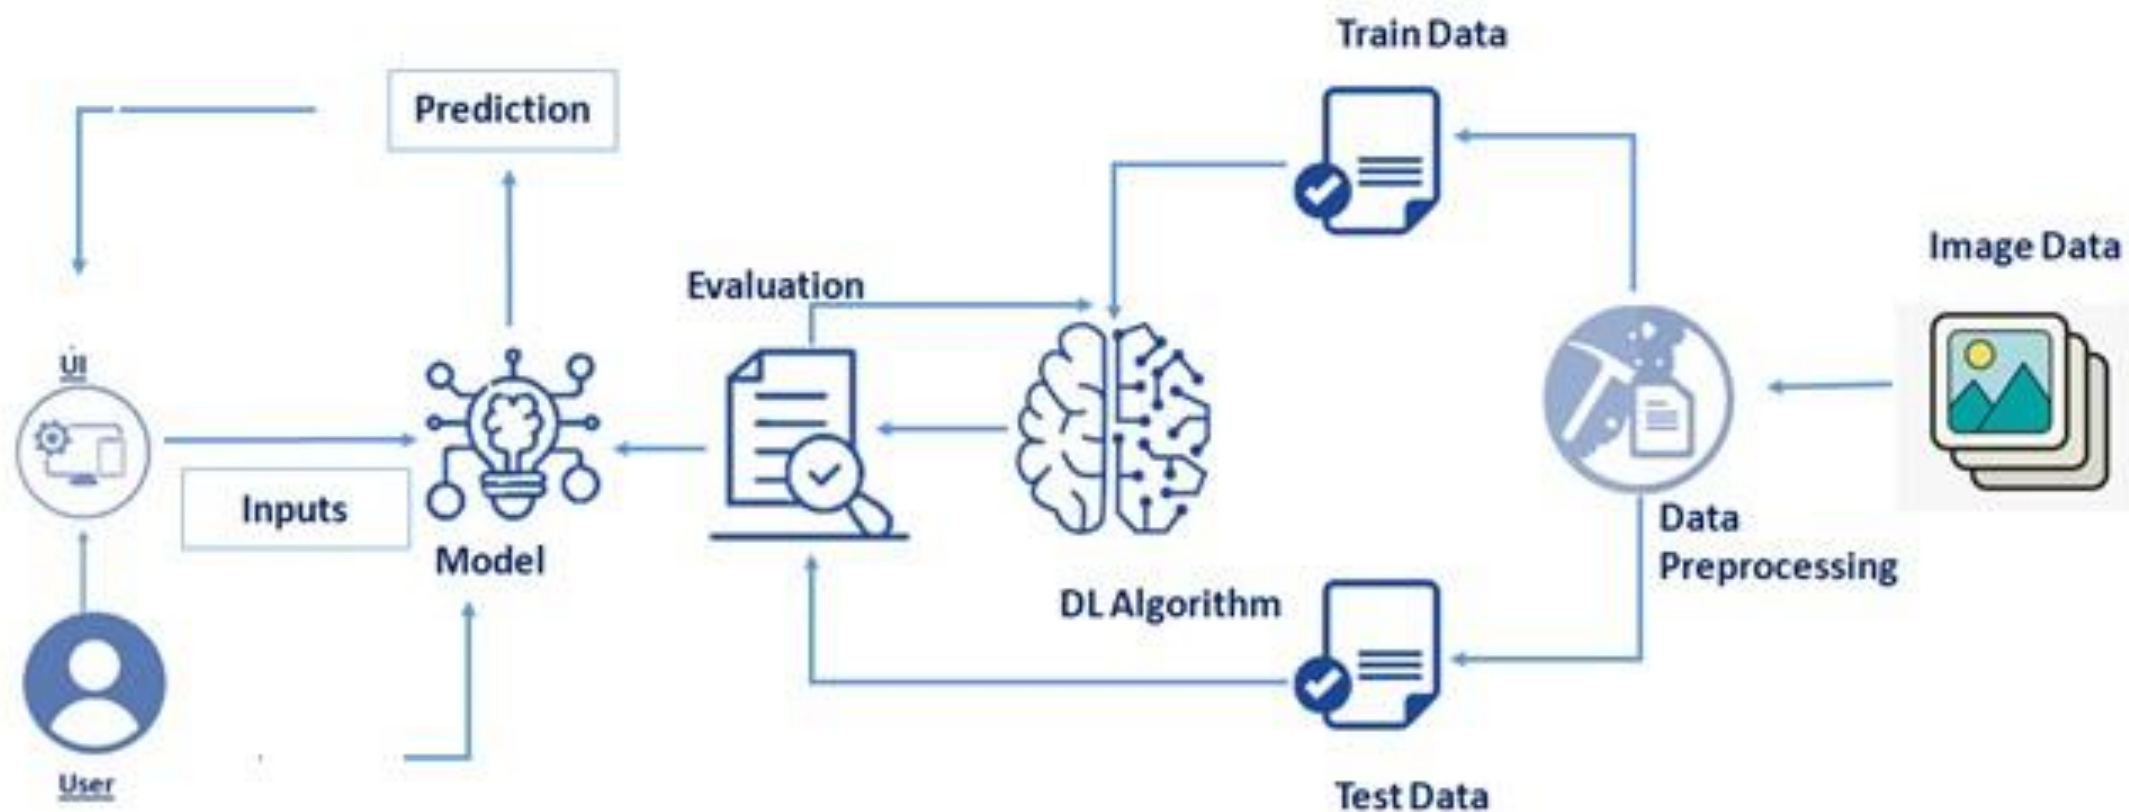 Train Data
Prediction
Image Data
Evaluation
UI
Inputs
Data
Preprocessing
Model
DL Algorithm
User
Test Data